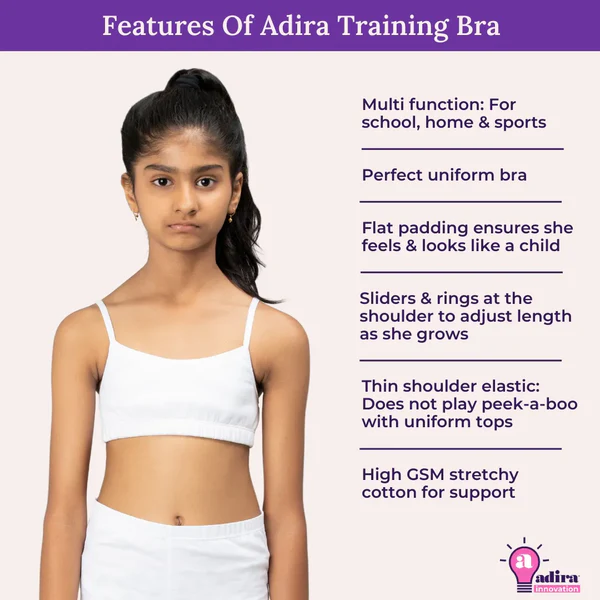 Features Of Adira Training Bra
Multi function: For
school, home & sports
Perfect uniform bra
Flat padding ensures she
feels & looks like a child
Sliders & rings at the
shoulder to adjust length
as she grows
Thin shoulder elastic:
Does not play peek-a-boo
with uniform tops
High GSM stretchy
cotton for support
a
adira
innovation